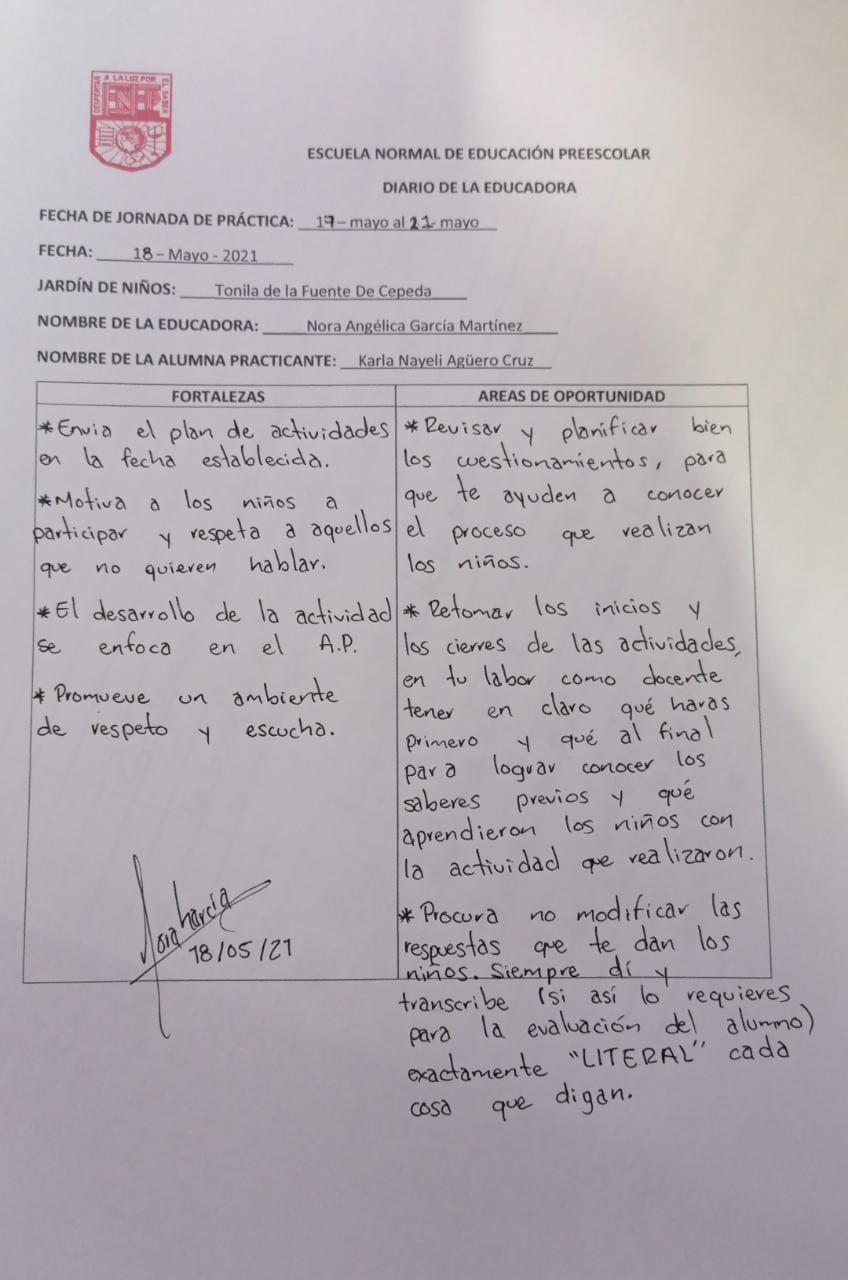 DESPERTAR A LA LUZ POR EL SABER
ESCUELA NORMAL DE EDUCACIÓN PREESCOLAR
DIARIO DE LA EDUCADORA
FECHA DE JORNADA DE PRÁCTICA: 17 – mayo al 21 mayo
FECHA: 18 – Mayo - 2021
JARDÍN DE NIÑOS: Tonila de la Fuente De Cepeda
NOMBRE DE LA EDUCADORA: Nora Angélica García Martínez
NOMBRE DE LA ALUMNA PRACTICANTE: Karla Nayeli Agüero Cruz
FORTALEZAS
*Envia el plan de actividades
en la fecha establecida.
*Motiva a los niños a
participar y respeta a aquellos
que no quieren hablar.
*El desarrollo de la actividad
se enfoca en el A.P.
* Promueve un ambiente
de respeto y escucha.
Nora García
18/05/21
AREAS DE OPORTUNIDAD
* Revisar y planificar bien
los cuestionamientos, para
que te ayuden a conocer
el proceso que realizan
los niños.
* Retomar los inicios y
los cierres de las actividades,
en tu labor como docente
tener en claro qué haras
primero y qué al final
para lograr conocer los
saberes previos y qué
aprendieron los niños con
la actividad que realizaron.
* Procura no modificar las
respuestas que te dan los
niños. Siempre dí y
transcribe (si así lo requieres
para la evaluación del alumno)
exactamente "LITERAL" cada
cosa que digan.